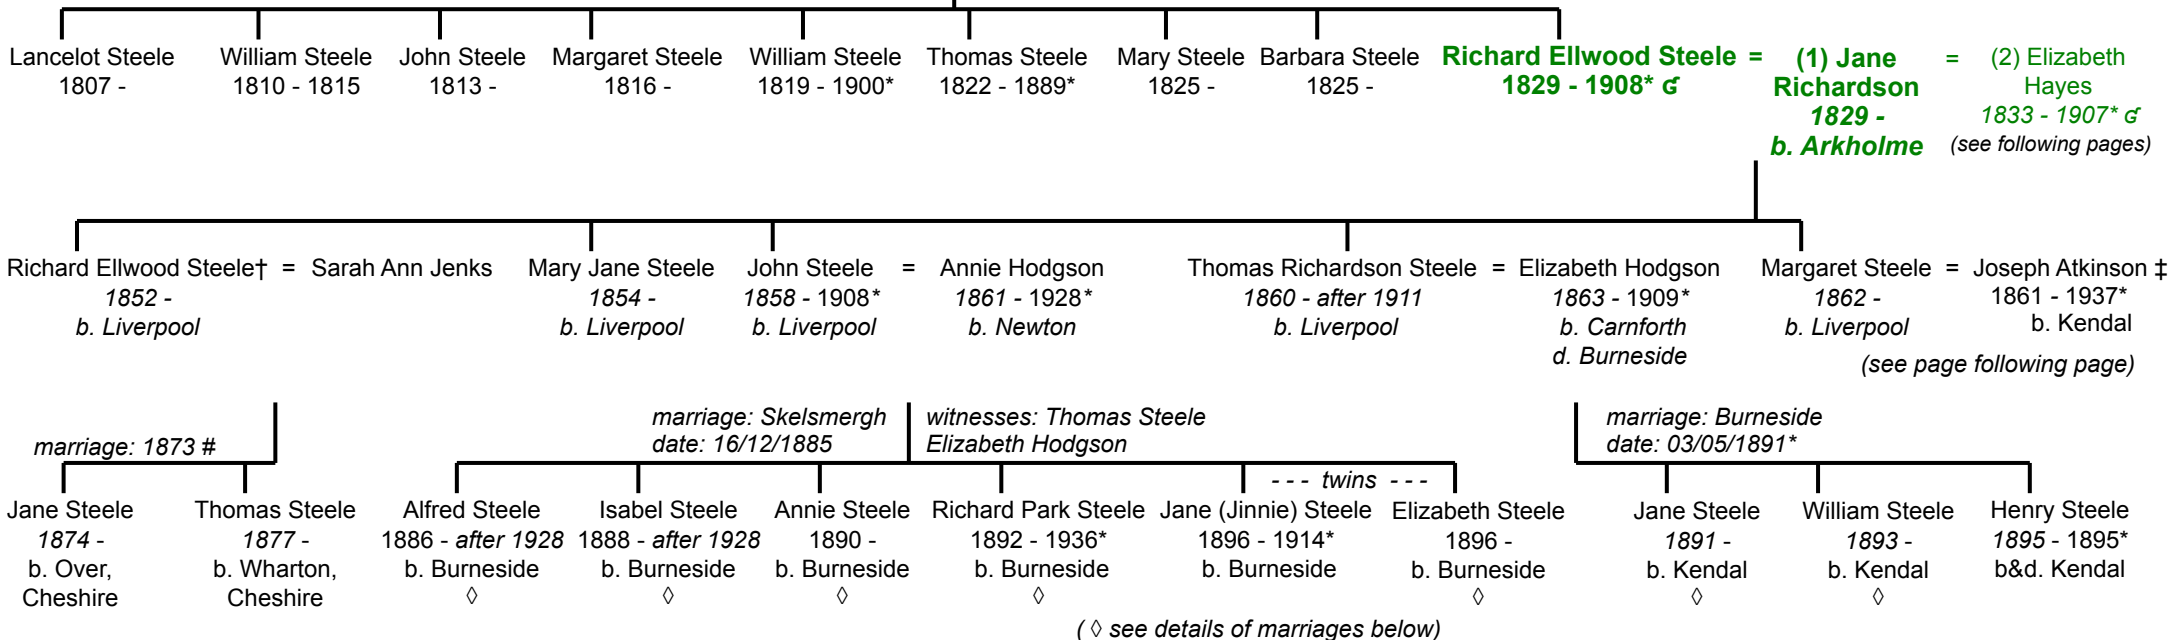 Lancelot Steele
1807 -
William Steele
1810 - 1815
John Steele
1813 -
Margaret Steele
1816 -
William Steele
1819 - 1900*
Thomas Steele
1822 - 1889*
Mary Steele
1825 -
Barbara Steele
1825 -
Richard Ellwood Steele =
1829 - 1908*
(1) Jane
Richardson
1829 -
b. Arkholme
=
(2) Elizabeth
Hayes
1833 - 1907*
(see following pages)
Richard Ellwood Steele† =
1852 -
b. Liverpool
Sarah Ann Jenks
Mary Jane Steele
1854 -
b. Liverpool
John Steele =
1858 - 1908*
b. Liverpool
Annie Hodgson
1861 - 1928*
b. Newton
Thomas Richardson Steele =
1860 - after 1911
b. Liverpool
Elizabeth Hodgson
1863 - 1909*
b. Carnforth
d. Burneside
Margaret Steele =
1862 -
b. Liverpool
Joseph Atkinson ‡
1861 - 1937*
b. Kendal
(see page following page)
marriage: 1873 #
marriage: Skelsmergh
date: 16/12/1885
witnesses: Thomas Steele
Elizabeth Hodgson
marriage: Burneside
date: 03/05/1891*
- - - twins - - -
Jane Steele
1874 -
b. Over,
Cheshire
Thomas Steele
1877 -
b. Wharton,
Cheshire
Alfred Steele
1886 - after 1928
b. Burneside
◊
Isabel Steele
1888 - after 1928
b. Burneside
◊
Annie Steele
1890 -
b. Burneside
◊
Richard Park Steele
1892 - 1936*
b. Burneside
◊
Jane (Jinnie) Steele
1896 - 1914*
b. Burneside
Elizabeth Steele
1896 -
b. Burneside
◊
Jane Steele
1891 -
b. Kendal
◊
William Steele
1893 -
b. Kendal
◊
Henry Steele
1895 - 1895*
b&d. Kendal
( ◊ see details of marriages below)